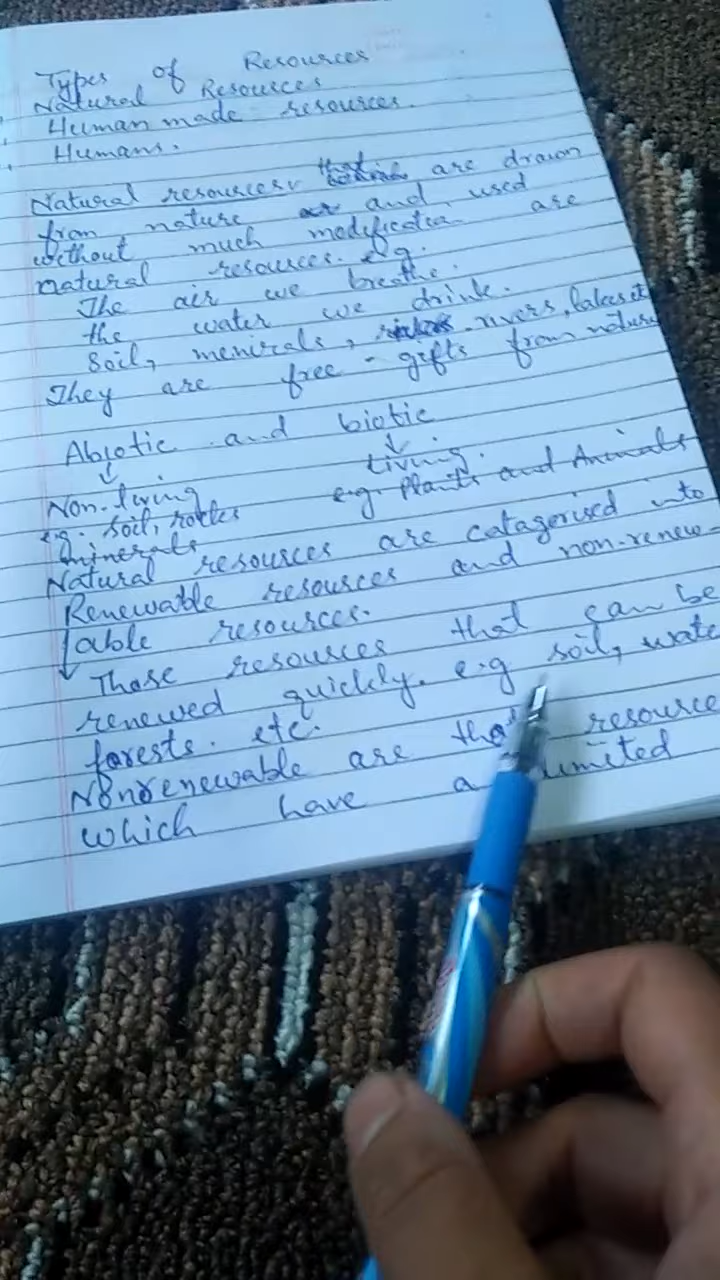 Types of Resources
Natural Resources
Human made resources.
Humans.
Natural resources that are drawn
from nature and used
without much modification are
natural resources. e.g.
The air we breathe.
the water we drink.
Soil, menirals, rivers, lakes etc
They are free gifts from nature
Abiotic and biotic
Non-living Living.
e.g. soil, rocks e.g. Plants and Animals
minerals
Natural resources are catagerised into
Renewable resources and non-renew-
able resources.
Those resources that can be
renewed quickly. e.g soil, wate
forests. etc.
Nonrenewable are resource
which have a limited